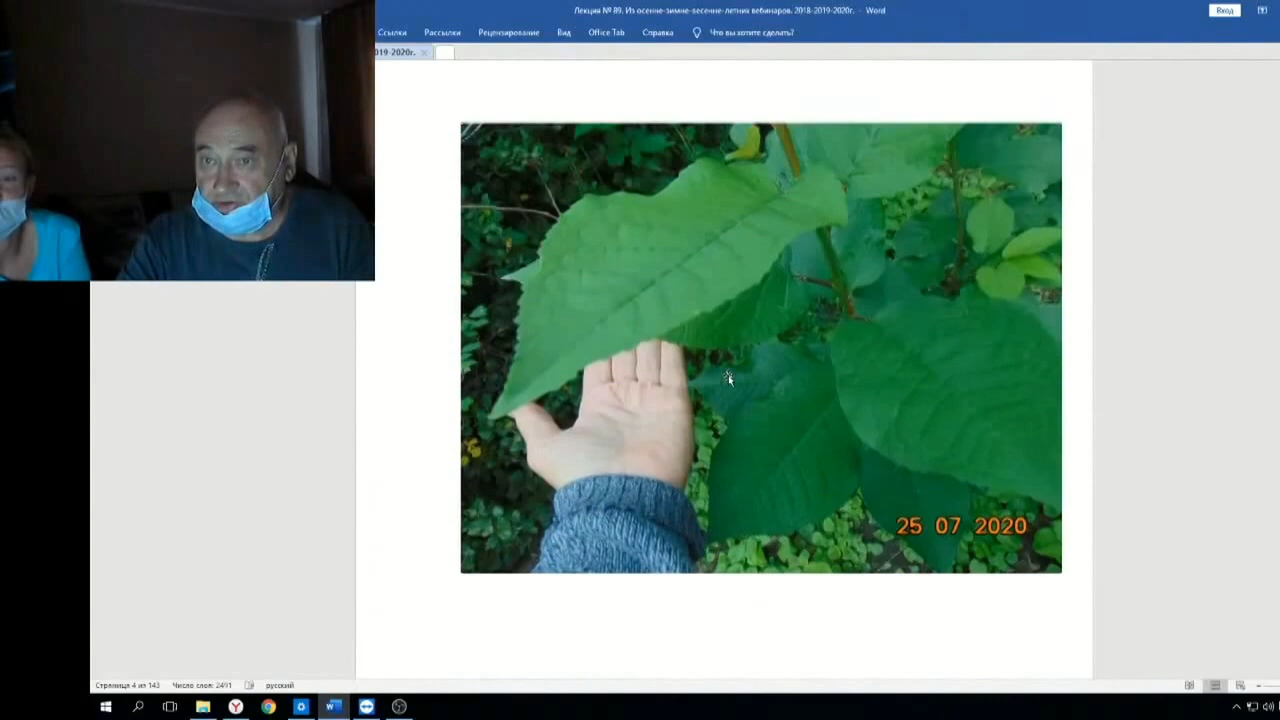 Лекция № 89. Из осенне-зимне-весенне-летних вебинаров. 2018-2019-2020г. - Word
Вход
Ссылки Рассылки Рецензирование Вид Office Tab Справка Что вы хотите сделать?
019-2020г.
25 07 2020
Страница 4 из 143 Число слов: 2491 русский